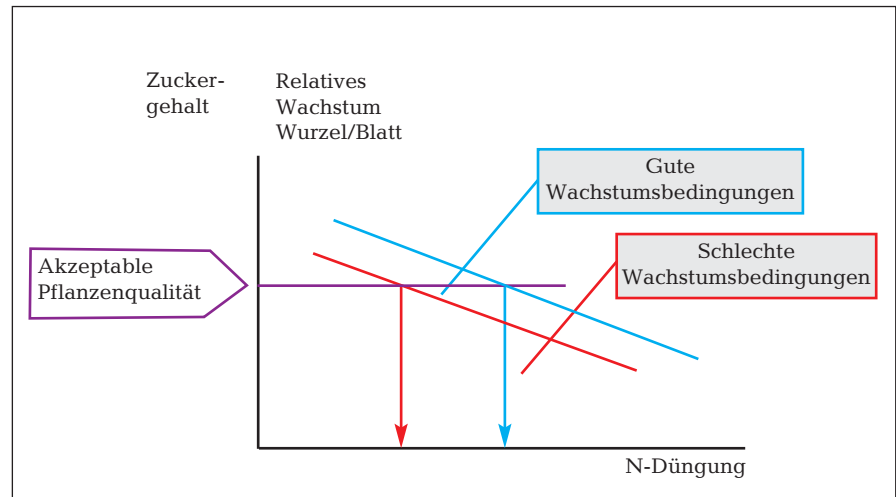 Zucker-
gehalt
Relatives
Wachstum
Wurzel/Blatt
Gute
Wachstumsbedingungen
Schlechte
Wachstumsbedingungen
Akzeptable
Pflanzenqualität
N-Düngung